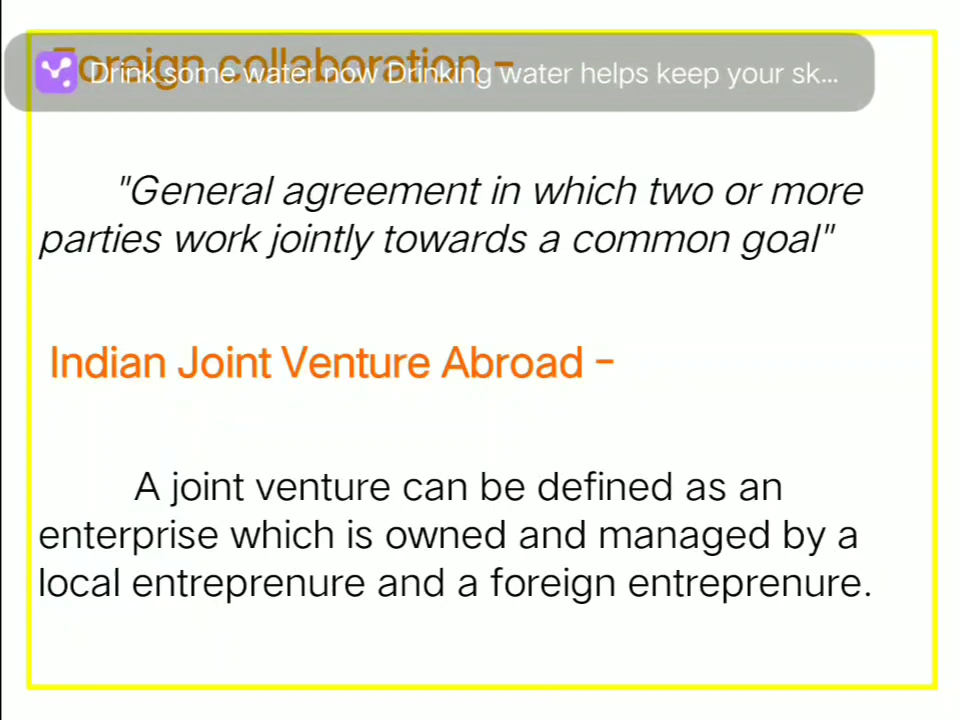 Foreign collaboration -
Drink some water now Drinking water helps keep your sk...
"General agreement in which two or more
parties work jointly towards a common goal"
Indian Joint Venture Abroad -
A joint venture can be defined as an
enterprise which is owned and managed by a
local entreprenure and a foreign entreprenure.